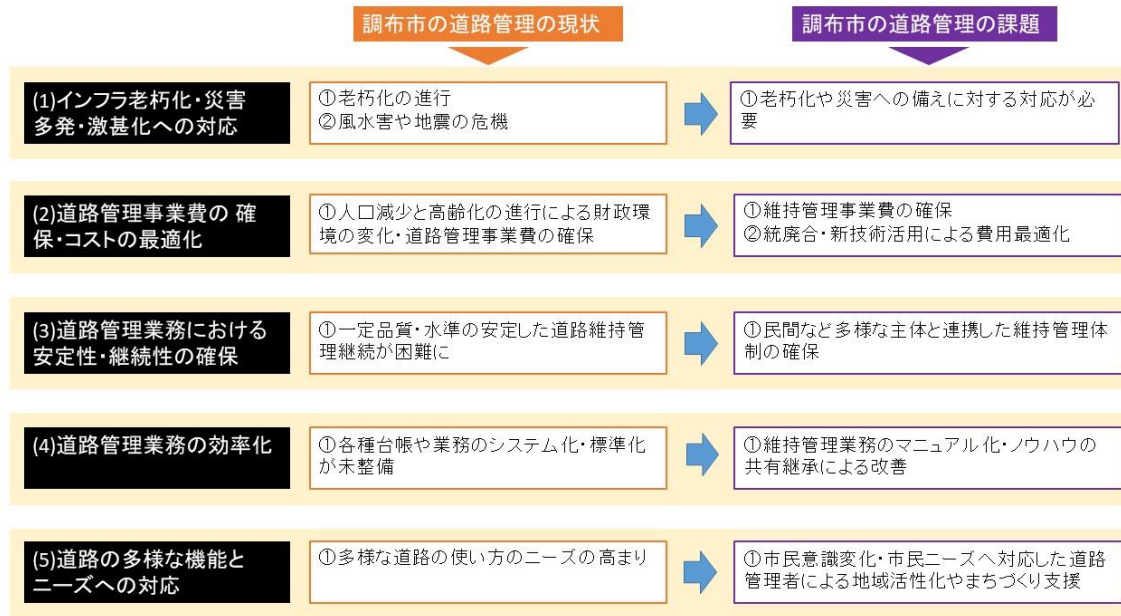 調布市の道路管理の現状
調布市の道路管理の課題
(1)インフラ老朽化・災害
多発・激甚化への対応
①老朽化の進行
②風水害や地震の危機
①老朽化や災害への備えに対する対応が必
要
(2)道路管理事業費の 確
保・コストの最適化
①人口減少と高齢化の進行による財政環
境の変化・道路管理事業費の確保
①維持管理事業費の確保
②統廃合・新技術活用による費用最適化
(3)道路管理業務における
安定性・継続性の確保
①一定品質・水準の安定した道路維持管
理継続が困難に
①民間など多様な主体と連携した維持管理体
制の確保
(4)道路管理業務の効率化
①各種台帳や業務のシステム化・標準化
が未整備
①維持管理業務のマニュアル化・ノウハウの
共有継承による改善
(5)道路の多様な機能と
ニーズへの対応
①多様な道路の使い方のニーズの高まり
①市民意識変化・市民ニーズへ対応した道路
管理者による地域活性化やまちづくり支援